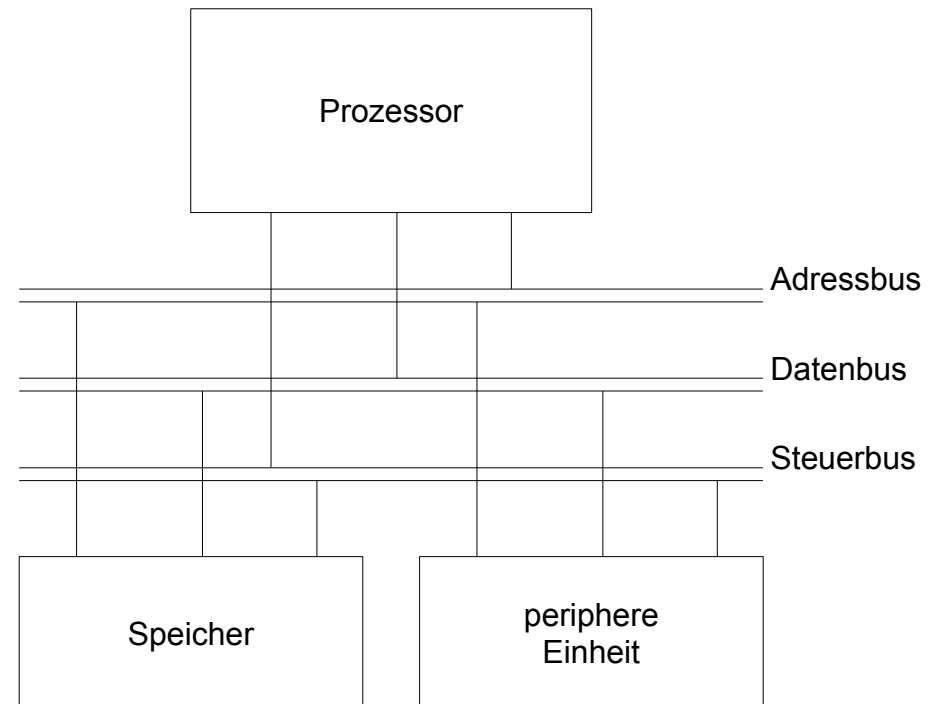 Prozessor
Adressbus
Datenbus
Steuerbus
Speicher
periphere
Einheit